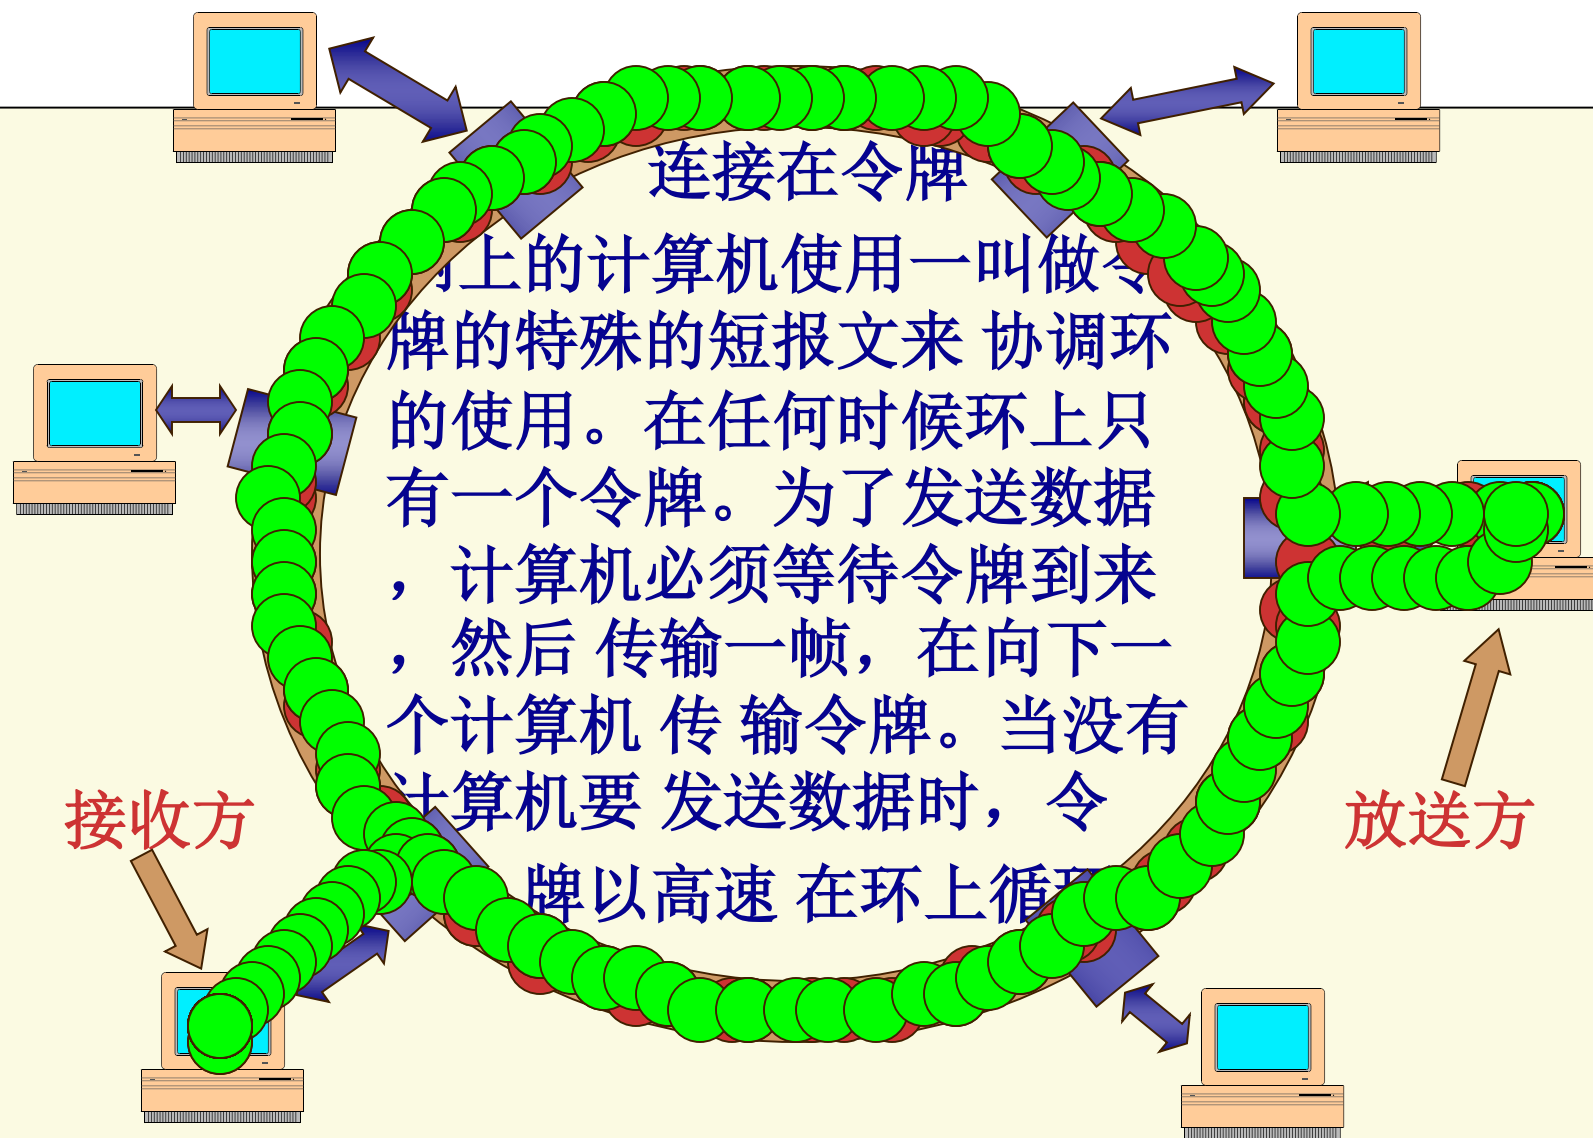 连接在令牌
上的计算机使用一叫做令
牌的特殊的短报文来 协调环
的使用。在任何时候环上只
有一个令牌。为了发送数据
，计算机必须等待令牌到来
，然后 传输一帧，在向下一
个计算机 传 输令牌。当没有
计算机要 发送数据时，令
牌以高速 在环上循
接收方
放送方